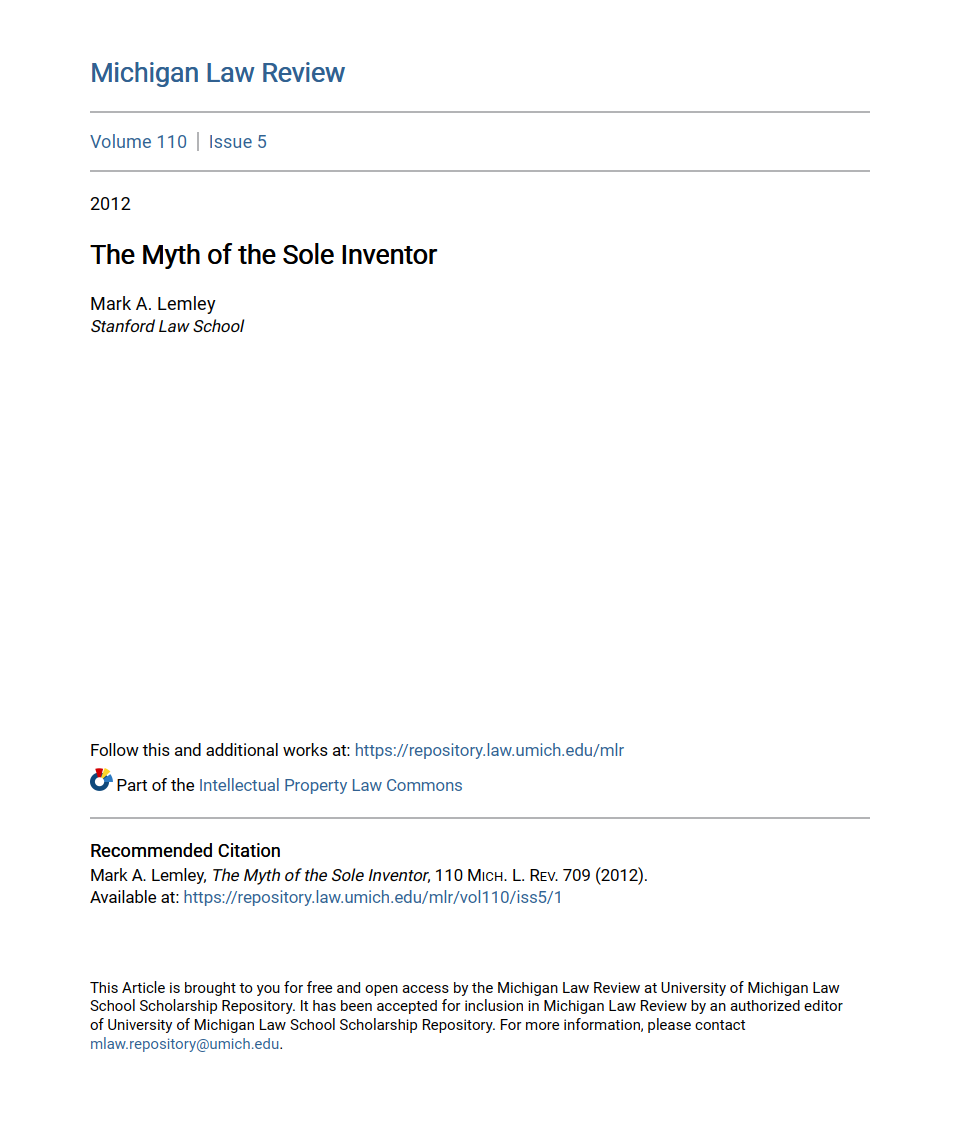 Michigan Law Review
Volume 110 | Issue 5
2012
The Myth of the Sole Inventor
Mark A. Lemley
Stanford Law School
Follow this and additional works at: https://repository.law.umich.edu/mlr
Part of the Intellectual Property Law Commons
Recommended Citation
Mark A. Lemley, The Myth of the Sole Inventor, 110 MICH. L. REV. 709 (2012).
Available at: https://repository.law.umich.edu/mlr/vol110/iss5/1
This Article is brought to you for free and open access by the Michigan Law Review at University of Michigan Law
School Scholarship Repository. It has been accepted for inclusion in Michigan Law Review by an authorized editor
of University of Michigan Law School Scholarship Repository. For more information, please contact
mlaw.repository@umich.edu.